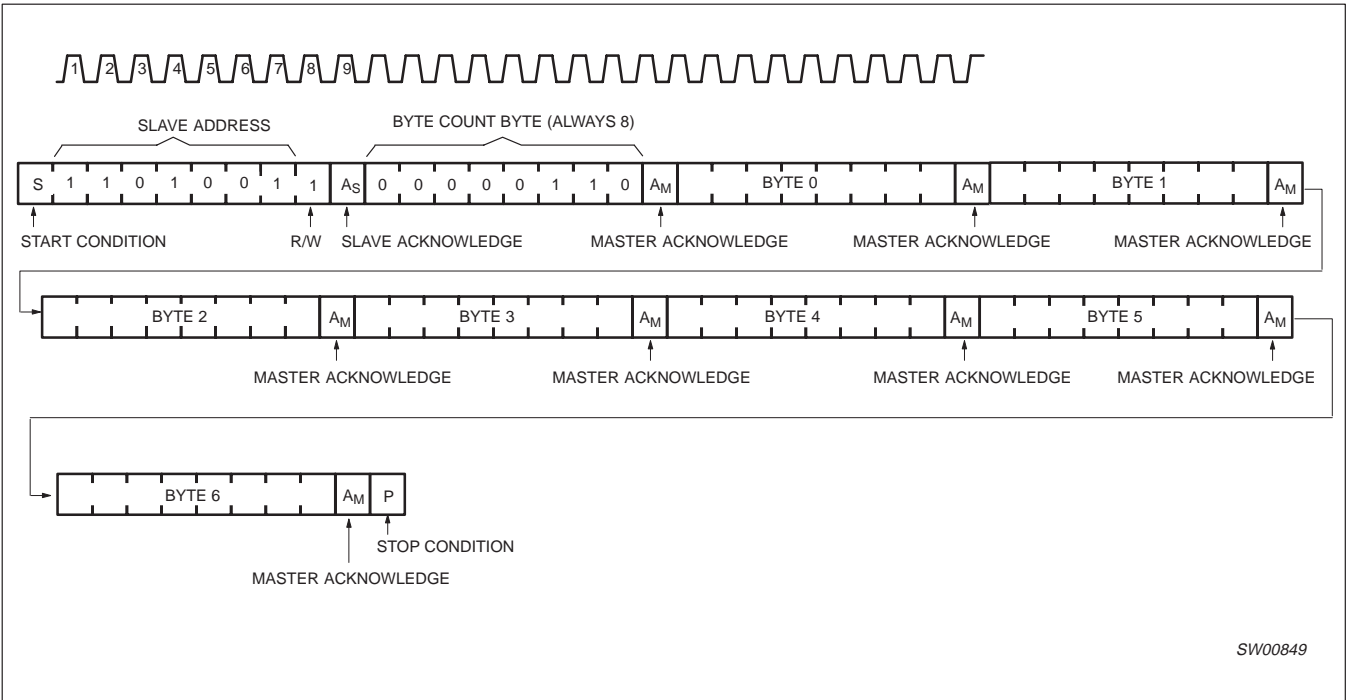 1 2 3 4 5 6 7 8 9
SLAVE ADDRESS BYTE COUNT BYTE (ALWAYS 8)
S 1 1 0 1 0 0 1 1 AS 0 0 0 0 0 1 1 0 AM BYTE 0 AM BYTE 1 AM
START CONDITION R/W SLAVE ACKNOWLEDGE MASTER ACKNOWLEDGE MASTER ACKNOWLEDGE MASTER ACKNOWLEDGE
BYTE 2 AM BYTE 3 AM BYTE 4 AM BYTE 5 AM
MASTER ACKNOWLEDGE MASTER ACKNOWLEDGE MASTER ACKNOWLEDGE MASTER ACKNOWLEDGE
BYTE 6 AM P
STOP CONDITION
MASTER ACKNOWLEDGE
SW00849